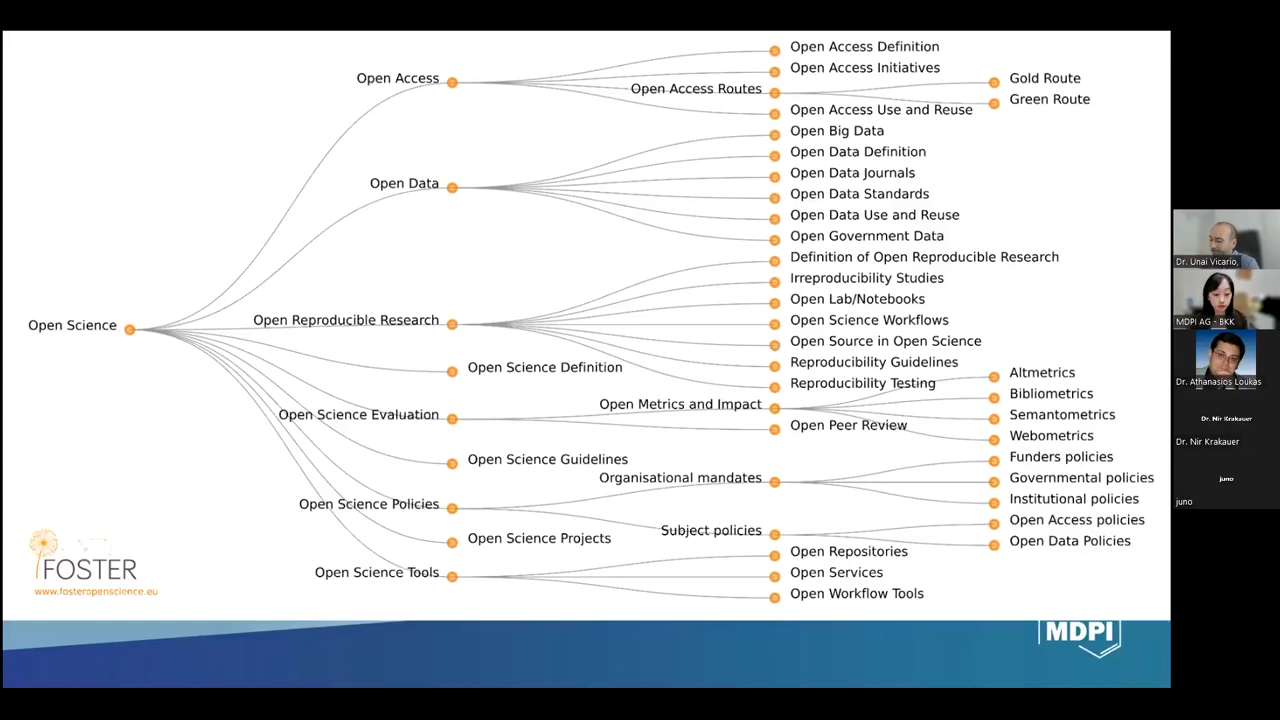 Open Science
Open Access
Open Access Definition
Open Access Initiatives
Open Access Routes
Gold Route
Green Route
Open Access Use and Reuse
Open Data
Open Big Data
Open Data Definition
Open Data Journals
Open Data Standards
Open Data Use and Reuse
Open Government Data
Open Reproducible Research
Definition of Open Reproducible Research
Irreproducibility Studies
Open Lab/Notebooks
Open Science Workflows
Open Source in Open Science
Reproducibility Guidelines
Reproducibility Testing
Open Science Definition
Open Science Evaluation
Open Metrics and Impact
Altmetrics
Bibliometrics
Semantometrics
Webometrics
Open Peer Review
Open Science Guidelines
Open Science Policies
Organisational mandates
Funders policies
Governmental policies
Institutional policies
Subject policies
Open Access policies
Open Data Policies
Open Science Projects
Open Science Tools
Open Repositories
Open Services
Open Workflow Tools
FOSTER
www.fosteropenscience.eu
MDPI
Dr. Unai Vicario,
MDPI AG - BKK
Dr. Athanasios Loukas
Dr. Nir Krakauer
Dr. Nir Krakauer
juno
juno